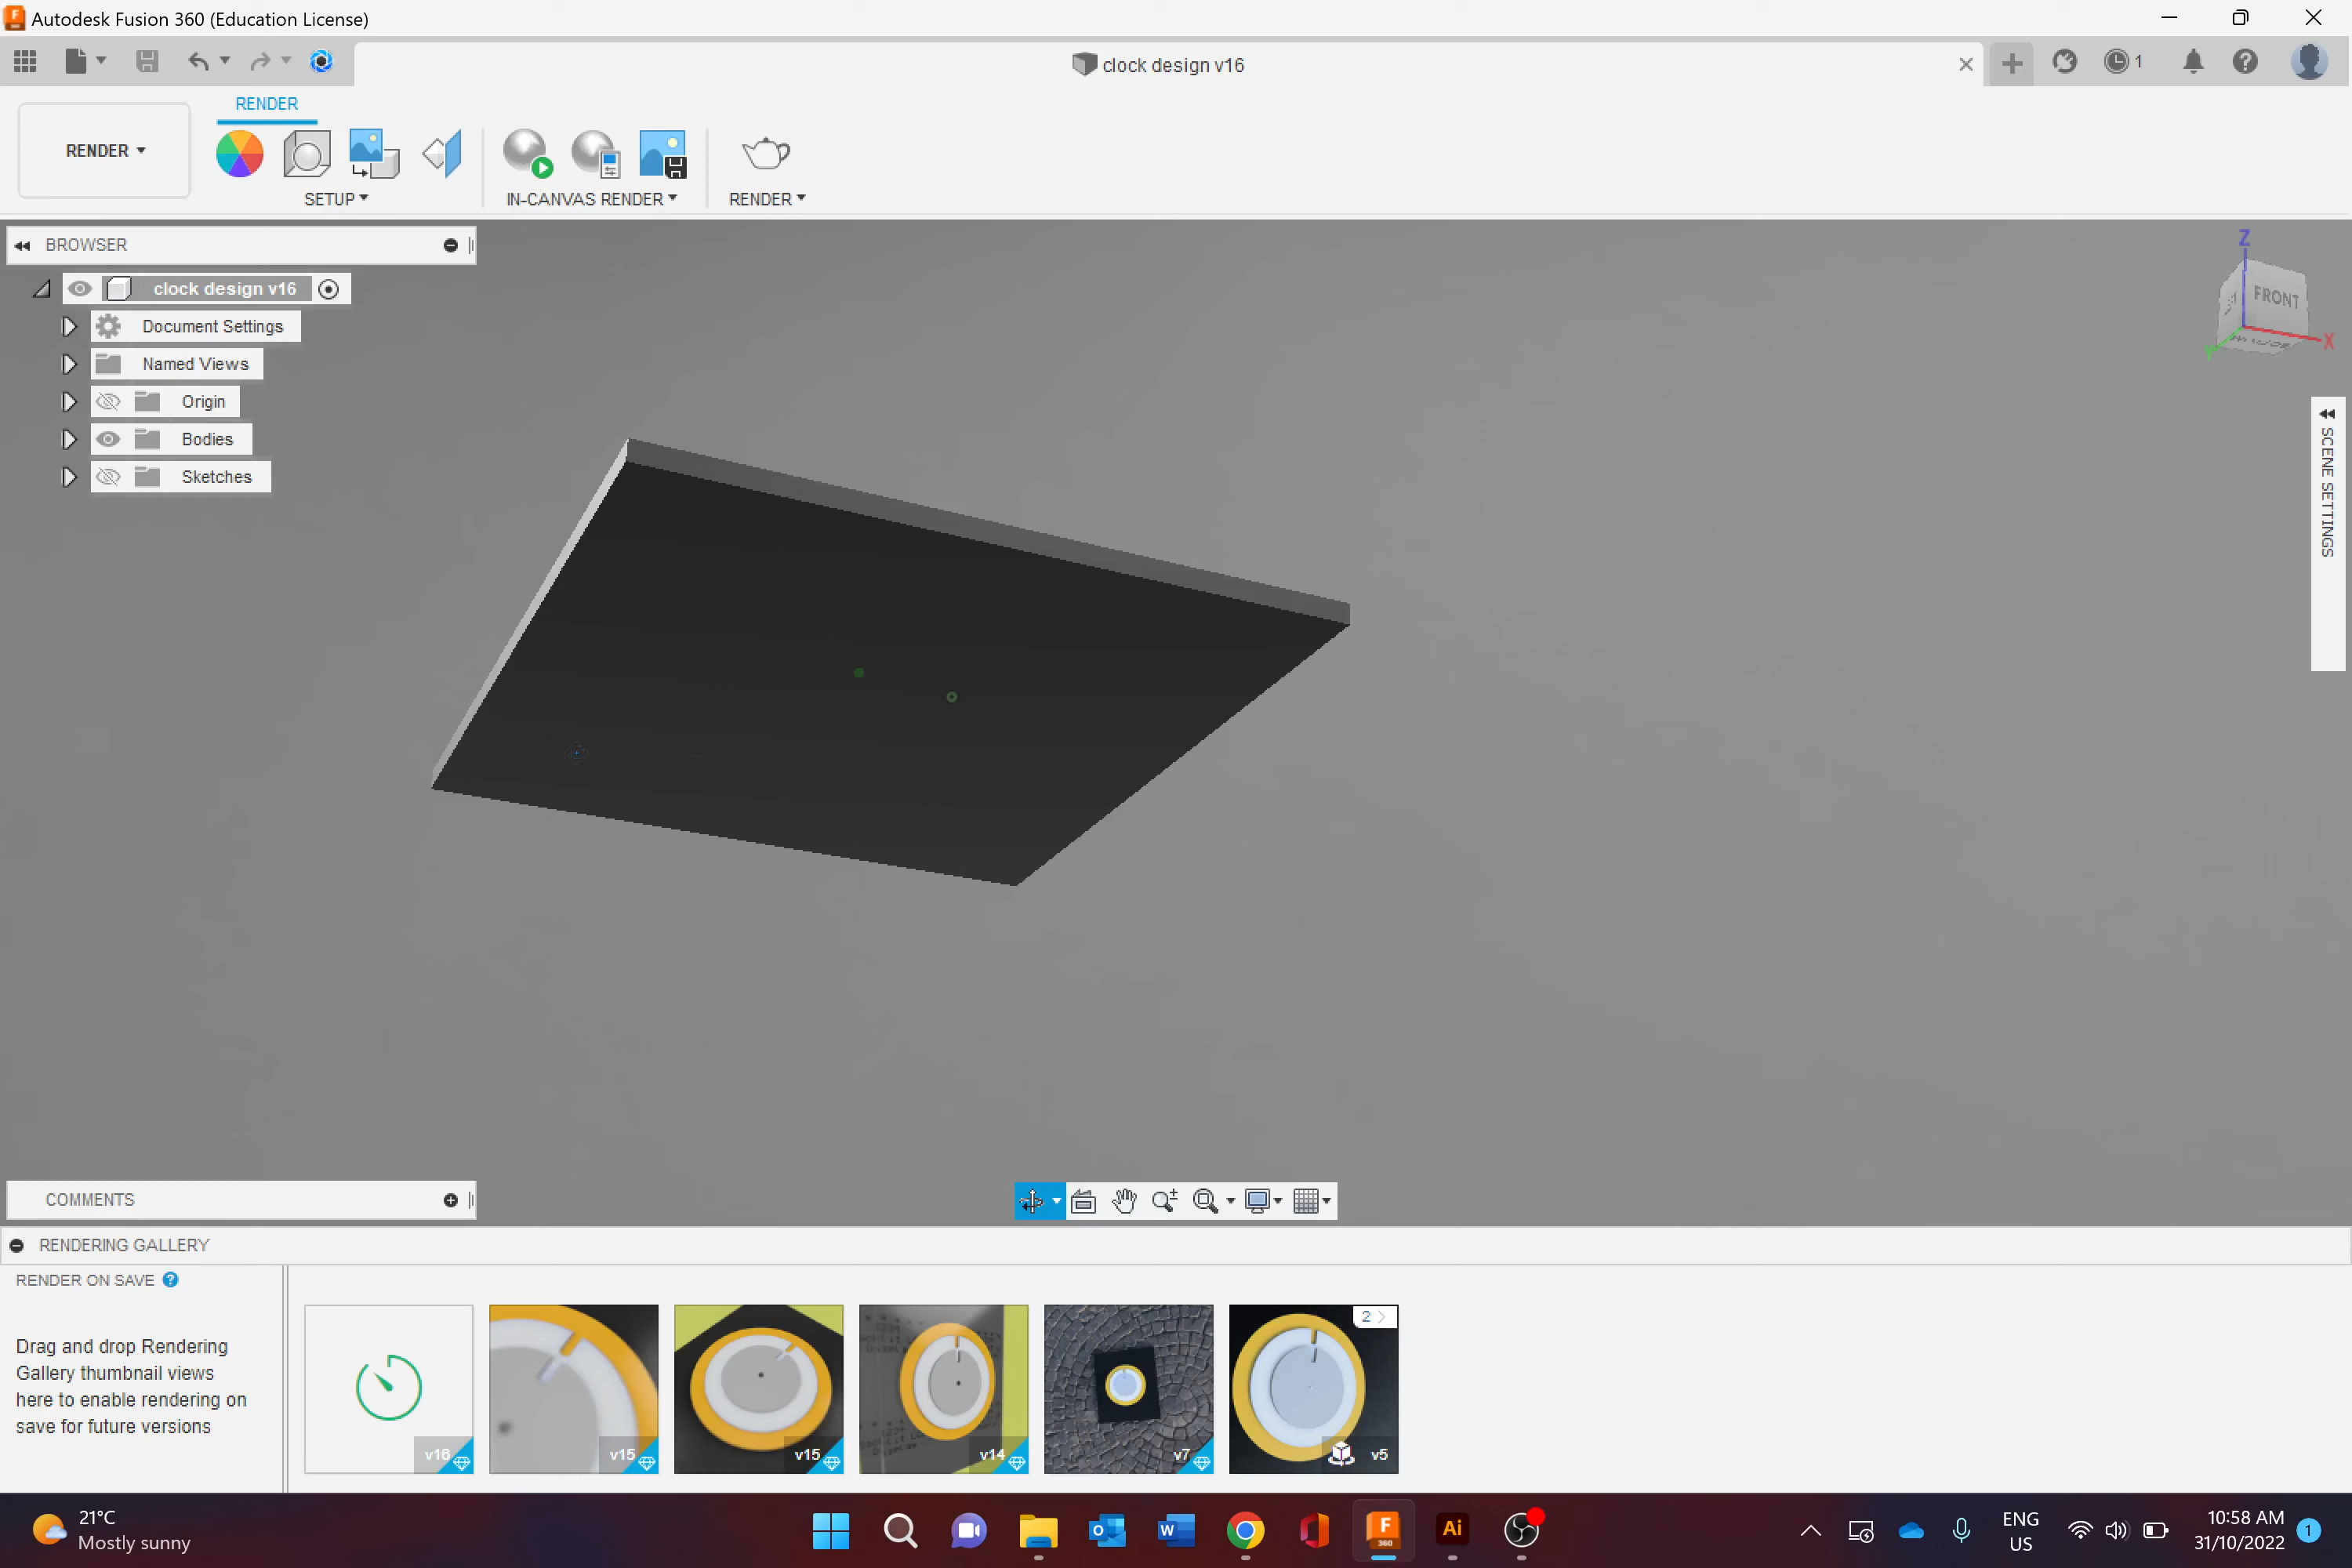 Autodesk Fusion 360 (Education License)
clock design v16
1
RENDER
RENDER
SETUP
IN-CANVAS RENDER
RENDER
BROWSER
clock design v16
Document Settings
Named Views
Origin
Bodies
Sketches
Z
FRONT
X
Y
SCENE SETTINGS
COMMENTS
RENDERING GALLERY
RENDER ON SAVE
Drag and drop Rendering
Gallery thumbnail views
here to enable rendering on
save for future versions
v16
v15
v15
v14
v7
2
v5
21°C
Mostly sunny
ENG
US
10:58 AM
31/10/2022
1